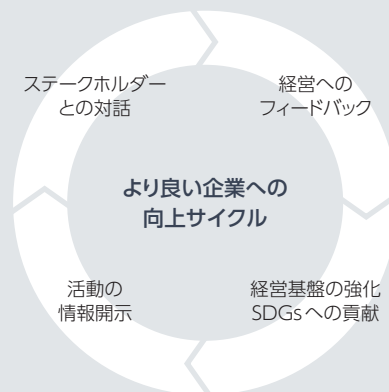 ステークホルダー
との対話
経営への
フィードバック
より良い企業への
向上サイクル
活動の
情報開示
経営基盤の強化
SDGsへの貢献